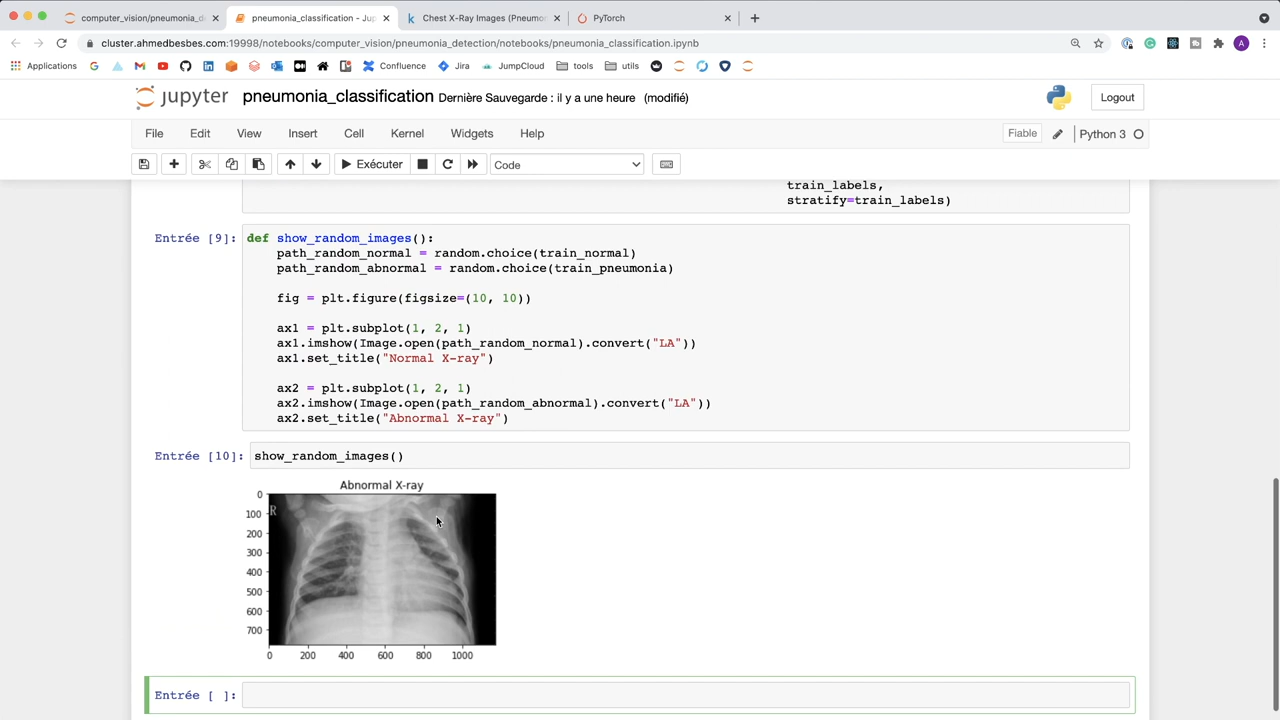 computer_vision/pneumonia_d
pneumonia_classification - Jup
Chest X-Ray Images (Pneumon
PyTorch
cluster.ahmedbesbes.com:19998/notebooks/computer_vision/pneumonia_detection/notebooks/pneumonia_classification.ipynb
A
Applications
Confluence
Jira
JumpCloud
tools
utils
jupyter
pneumonia_classification Dernière Sauvegarde : il y a une heure (modifié)
Logout
File Edit View Insert Cell Kernel Widgets Help
Fiable
Python 3
Exécuter
Code
train_labels,
stratify=train_labels)
Entrée [9]: def show_random_images():
path_random_normal = random.choice(train_normal)
path_random_abnormal = random.choice(train_pneumonia)
fig = plt.figure(figsize=(10, 10))
ax1 = plt.subplot(1, 2, 1)
ax1.imshow(Image.open(path_random_normal).convert("LA"))
ax1.set_title("Normal X-ray")
ax2 = plt.subplot(1, 2, 1)
ax2.imshow(Image.open(path_random_abnormal).convert("LA"))
ax2.set_title("Abnormal X-ray")
Entrée [10]: show_random_images()
Abnormal X-ray
0
R
100
200
300
400
500
600
700
0 200 400 600 800 1000
Entrée [ ]: